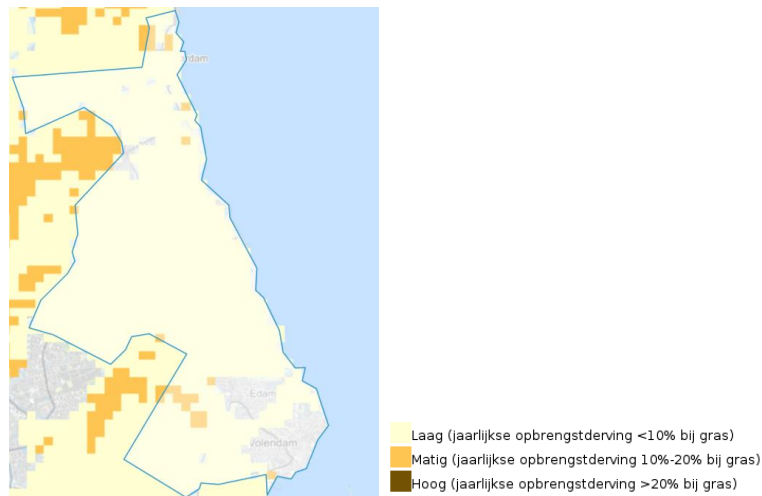 rdam
Edam
Volendam
Laag (jaarlijkse opbrengstderving <10% bij gras)
Matig (jaarlijkse opbrengstderving 10%-20% bij gras)
Hoog (jaarlijkse opbrengstderving >20% bij gras)